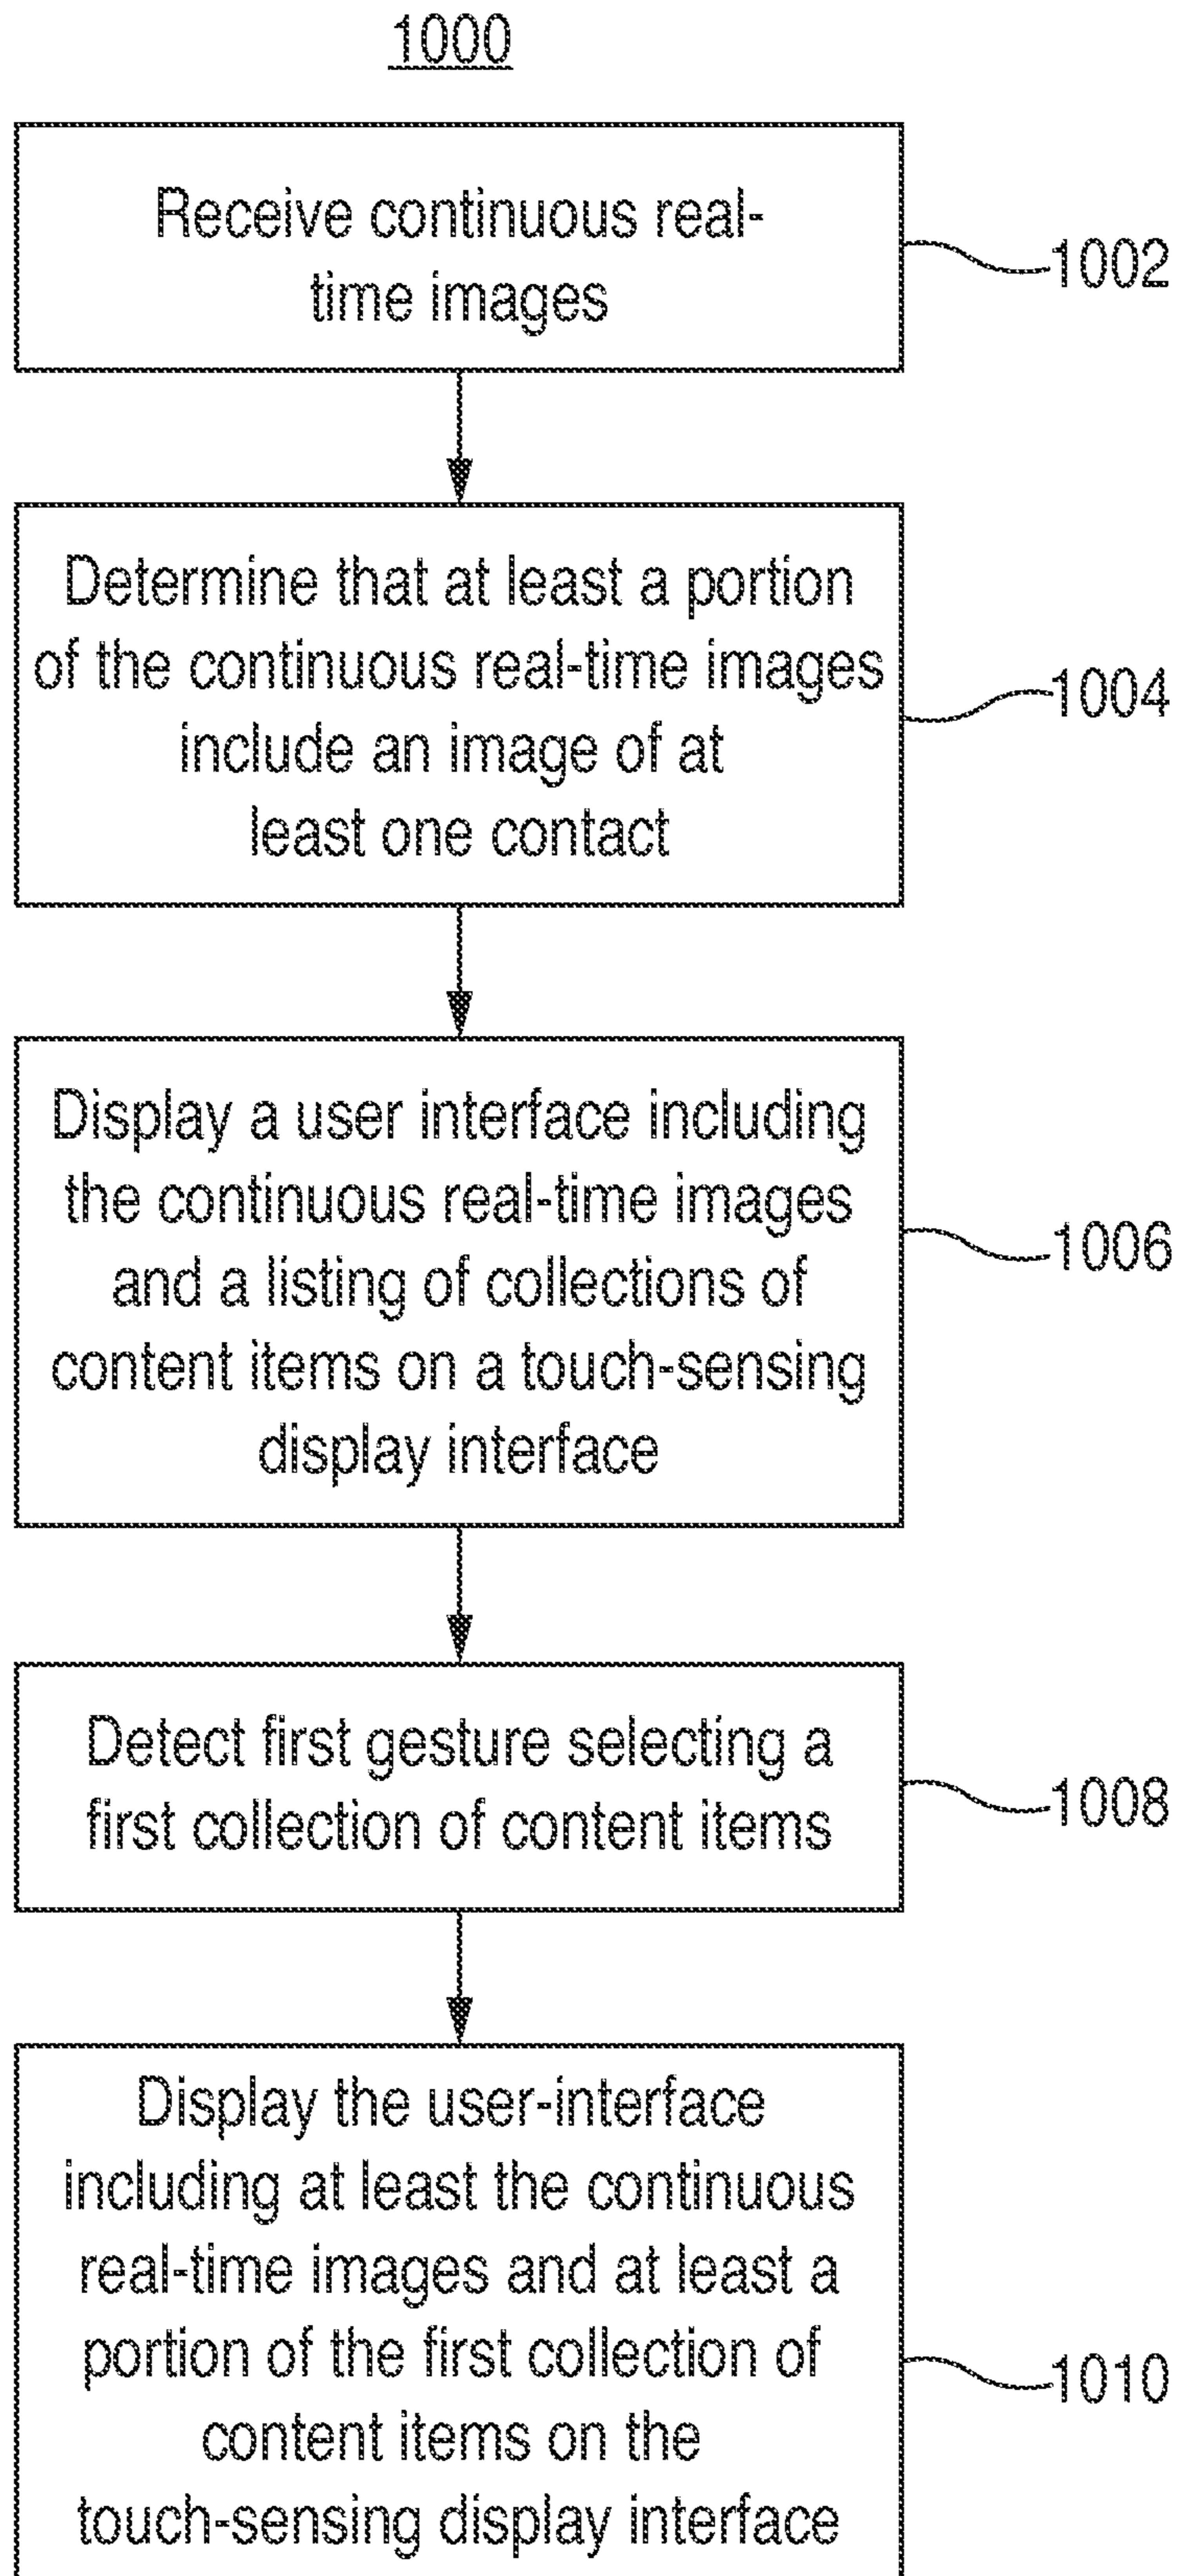 1000
Receive continuous real-
time images
1002
Determine that at least a portion
of the continuous real-time images
include an image of at
least one contact
1004
Display a user interface including
the continuous real-time images
and a listing of collections of
content items on a touch-sensing
display interface
1006
Detect first gesture selecting a
first collection of content items
1008
Display the user-interface
including at least the continuous
real-time images and at least a
portion of the first collection of
content items on the
touch-sensing display interface
1010